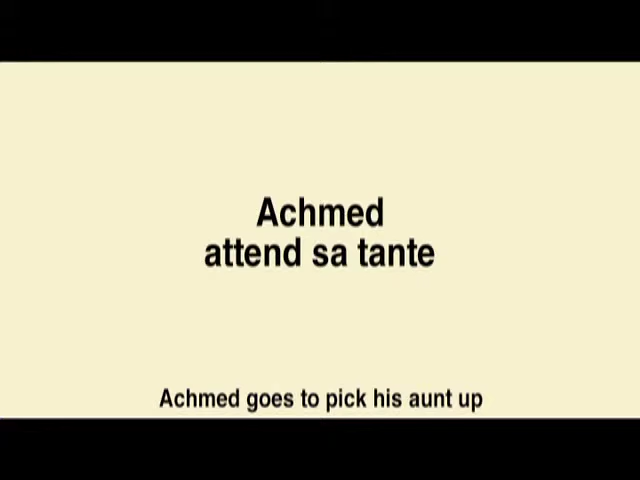 Achmed
attend sa tante
Achmed goes to pick his aunt up